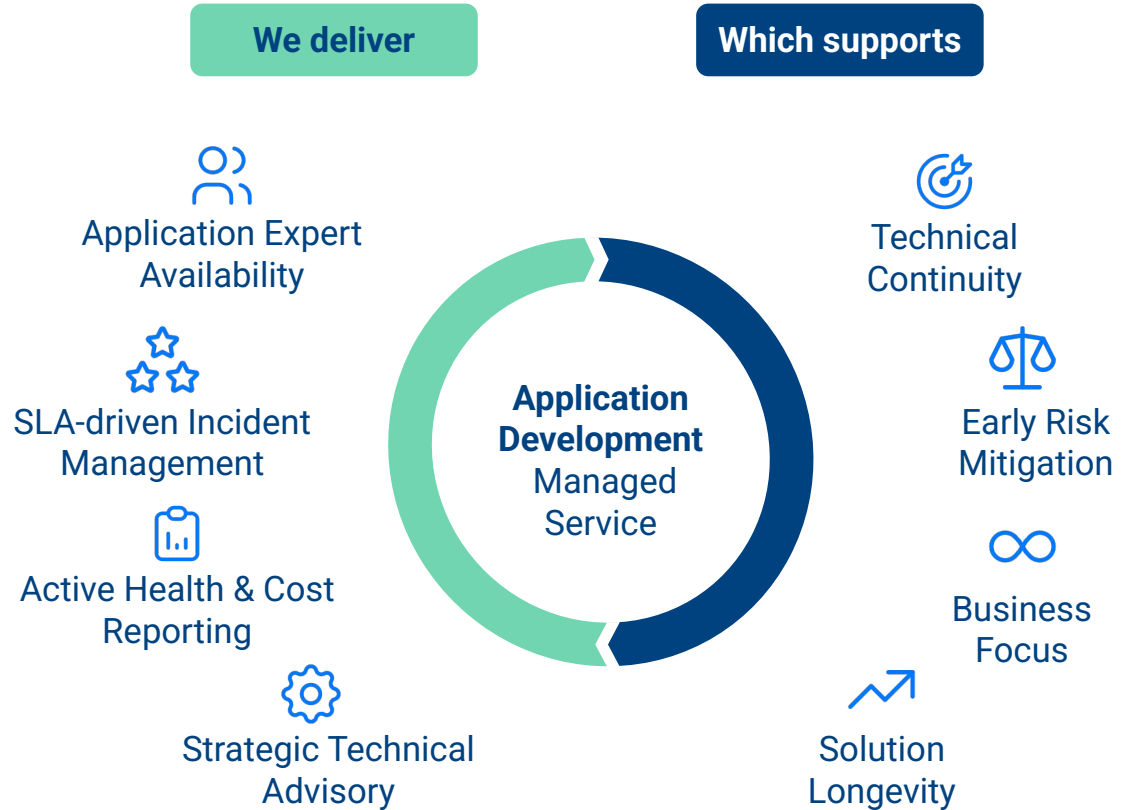 We deliver
Which supports
Application Expert
Availability
SLA-driven Incident
Management
Active Health & Cost
Reporting
Strategic Technical
Advisory
Application
Development
Managed
Service
Technical
Continuity
Early Risk
Mitigation
Business
Focus
Solution
Longevity